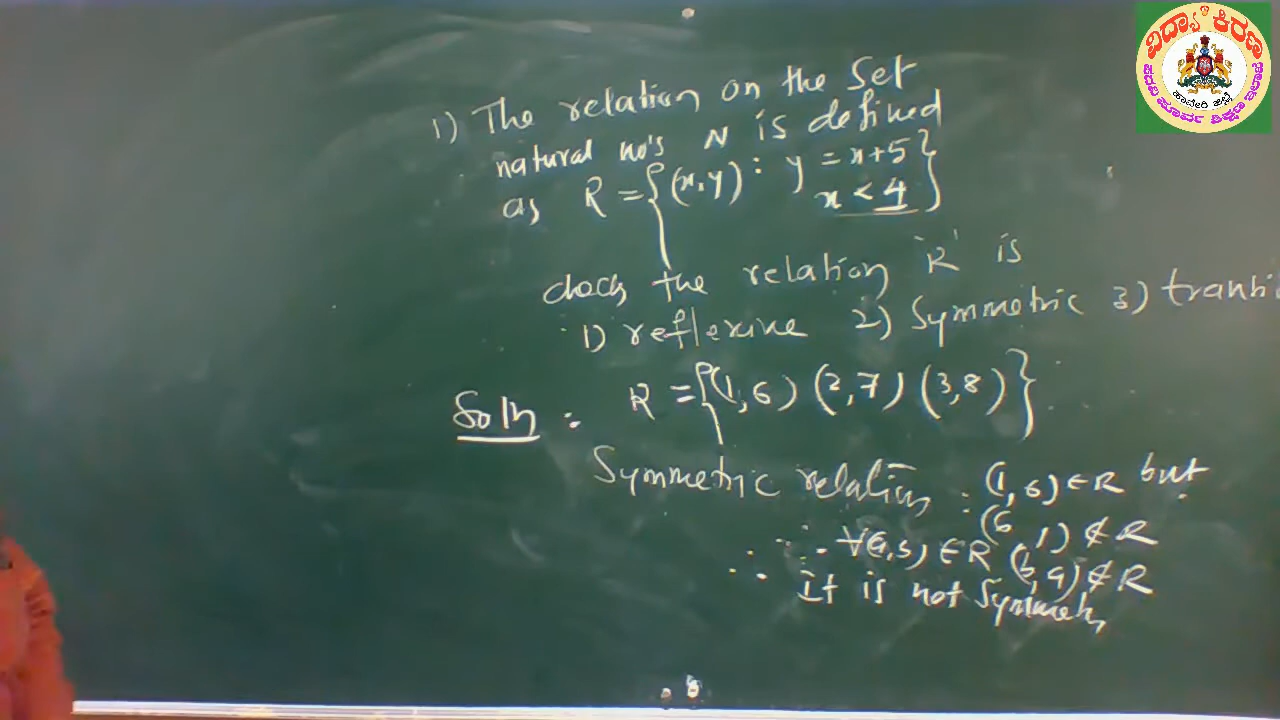 ವಿದ್ಯಾ ಕಿರಣ
1) The relation on the Set
natural no's N is defined
as R = {(x,y) : y = x+5
x < 4}
check the relation 'R' is
1) reflexive 2) Symmetric 3)
Soln : R = {(1,6) (2,7) (3,8)}
Symmetric relation : (1,6) ∈ R but
(6 1) ∉ R
∴ ∀(a,b) ∈ R (b,a) ∉ R
∴ It is not